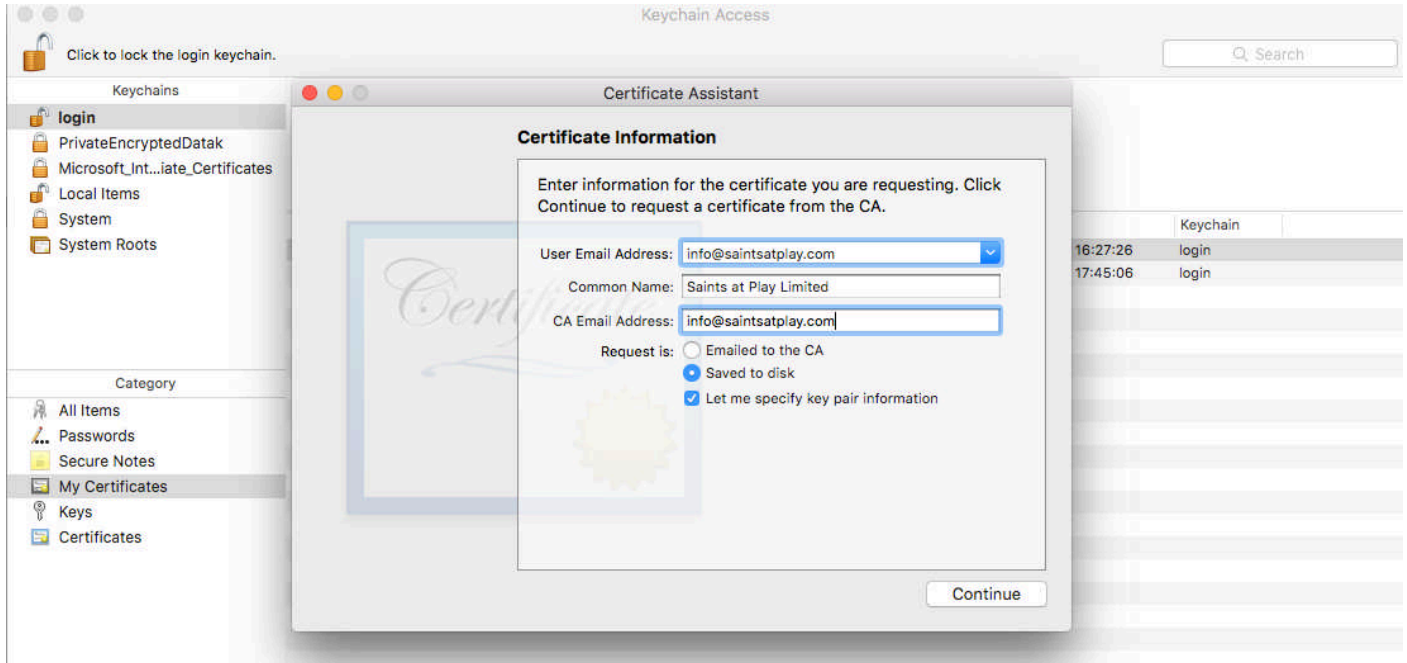 Keychain Access
Click to lock the login keychain.
Search
Keychains
login
PrivateEncryptedDatak
Microsoft_Int...iate_Certificates
Local Items
System
System Roots
Category
All Items
Passwords
Secure Notes
My Certificates
Keys
Certificates
Certificate Assistant
Certificate Information
Enter information for the certificate you are requesting. Click
Continue to request a certificate from the CA.
User Email Address: info@saintsatplay.com
Common Name: Saints at Play Limited
CA Email Address: info@saintsatplay.com
Request is: Emailed to the CA
Saved to disk
Let me specify key pair information
Certificate
Continue
Keychain
16:27:26 login
17:45:06 login